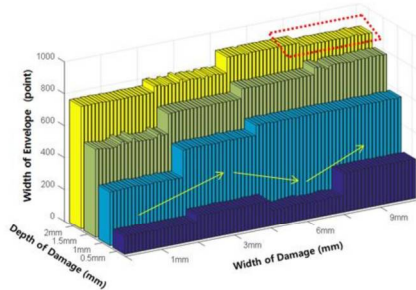 1000
800
600
400
200
0
Width of Envelope (point)
2mm
1.5mm
1mm
0.5mm
Depth of Damage (mm)
1mm
3mm
6mm
9mm
Width of Damage (mm)